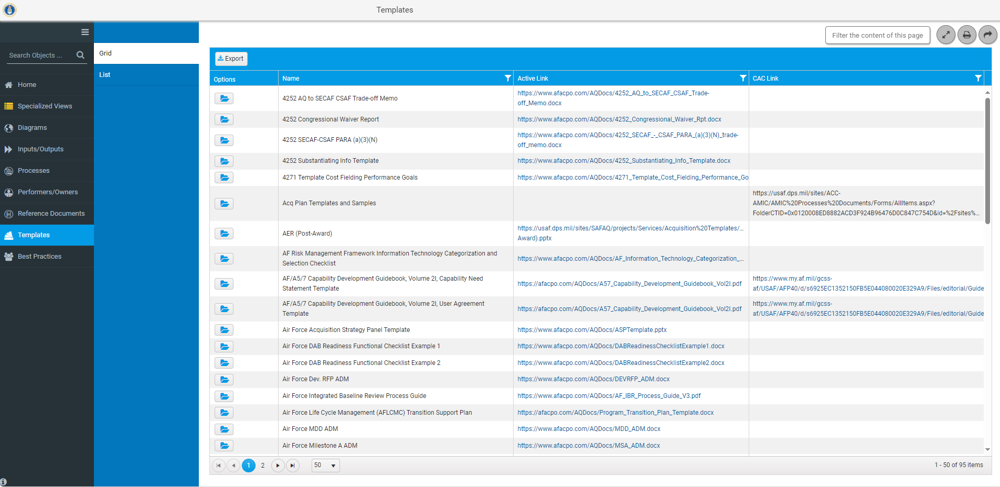 Templates
Search Objects ...
Home
Specialized Views
Diagrams
Inputs/Outputs
Processes
Performers/Owners
Reference Documents
Templates
Best Practices
Grid
List
Filter the content of this page
Export
Options
Name
Active Link
CAC Link
4252 AQ to SECAF CSAF Trade-off Memo
https://www.afacpo.com/AQDocs/4252_AQ_to_SECAF_CSAF_Trade-
off_Memo.docx
4252 Congressional Waiver Report
https://www.afacpo.com/AQDocs/4252_Congressional_Waiver_Rpt.docx
4252 SECAF-CSAF PARA (a)(3)(N)
https://www.afacpo.com/AQDocs/4252_SECAF_-_CSAF_PARA_(a)(3)(N)_trade-
off_memo.docx
4252 Substantiating Info Template
https://www.afacpo.com/AQDocs/4252_Substantiating_Info_Template.docx
4271 Template Cost Fielding Performance Goals
https://www.afacpo.com/AQDocs/4271_Template_Cost_Fielding_Performance_Go
Acq Plan Templates and Samples
https://usaf.dps.mil/sites/ACC-
AMIC/AMIC%20Processes%20Documents/Forms/AllItems.aspx?
FolderCTID=0x0120008ED8882ACD3F924B96476D0C847C754D&id=%2Fsites%...
AER (Post-Award)
https://usaf.dps.mil/sites/SAFAQ/projects/Services/Acquisition%20Templates/...
Award).pptx
AF Risk Management Framework Information Technology Categorization and
Selection Checklist
https://www.afacpo.com/AQDocs/AF_Information_Technology_Categorization_...
AF/A5/7 Capability Development Guidebook, Volume 2I, Capability Need
Statement Template
https://afacpo.com/AQDocs/A57_Capability_Development_Guidebook_Vol2I.pdf
https://www.my.af.mil/gcss-
af/USAF/AFP40/d/s6925EC1352150FB5E044080020E329A9/Files/editorial/Guide
AF/A5/7 Capability Development Guidebook, Volume 2I, User Agreement
Template
https://afacpo.com/AQDocs/A57_Capability_Development_Guidebook_Vol2I.pdf
https://www.my.af.mil/gcss-
af/USAF/AFP40/d/s6925EC1352150FB5E044080020E329A9/Files/editorial/Guide
Air Force Acquisition Strategy Panel Template
https://www.afacpo.com/AQDocs/ASPTemplate.pptx
Air Force DAB Readiness Functional Checklist Example 1
https://www.afacpo.com/AQDocs/DABReadinessChecklistExample1.docx
Air Force DAB Readiness Functional Checklist Example 2
https://www.afacpo.com/AQDocs/DABReadinessChecklistExample2.docx
Air Force Dev. RFP ADM
https://www.afacpo.com/AQDocs/DEVRFP_ADM.docx
Air Force Integrated Baseline Review Process Guide
https://www.afacpo.com/AQDocs/AF_IBR_Process_Guide_V3.pdf
Air Force Life Cycle Management (AFLCMC) Transition Support Plan
https://afacpo.com/AQDocs/Program_Transition_Plan_Template.docx
Air Force MDD ADM
https://www.afacpo.com/AQDocs/MDD_ADM.docx
Air Force Milestone A ADM
https://www.afacpo.com/AQDocs/MSA_ADM.docx
1 2 50
1 - 50 of 95 items